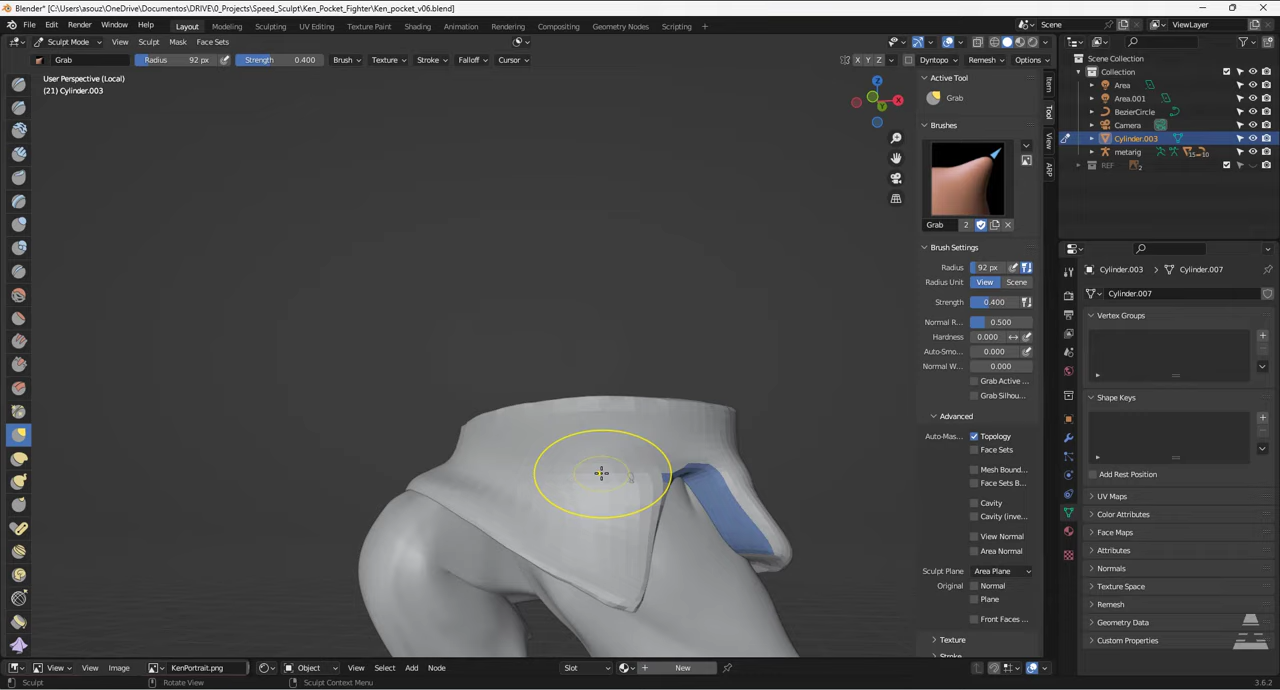 Blender* [C:\Users\asouz\OneDrive\Documentos\DRIVE\0_Projects\Speed_Sculpt\Ken_Pocket_Fighter\Ken_pocket_v06.blend]
File Edit Render Window Help Layout Modeling Sculpting UV Editing Texture Paint Shading Animation Rendering Compositing Geometry Nodes Scripting + Scene ViewLayer
Sculpt Mode View Sculpt Mask Face Sets
Grab Radius 92 px Strength 0.400 Brush Texture Stroke Falloff Cursor X Y Z Dyntopo Remesh Options
User Perspective (Local)
(21) Cylinder.003
Z
X
Y
Active Tool
Grab
Brushes
Grab 2
Brush Settings
Radius 92 px
Radius Unit View Scene
Strength 0.400
Normal R... 0.500
Hardness 0.000
Auto-Smo... 0.000
Normal W... 0.000
Grab Active ...
Grab Silhou...
Advanced
Auto-Mas... Topology
Face Sets
Mesh Bound...
Face Sets B...
Cavity
Cavity (inve...
View Normal
Area Normal
Sculpt Plane Area Plane
Original Normal
Plane
Front Faces ...
Texture
Stroke
Item
Tool
View
ARP
Scene Collection
Collection
Area
Area.001
BezierCircle
Camera
Cylinder.003
metarig 15 10
REF 2
Cylinder.003 > Cylinder.007
Cylinder.007
Vertex Groups
Shape Keys
Add Rest Position
UV Maps
Color Attributes
Face Maps
Attributes
Normals
Texture Space
Remesh
Geometry Data
Custom Properties
View View Image KenPortrait.png Object View Select Add Node Slot New
Sculpt Rotate View Sculpt Context Menu 3.6.2